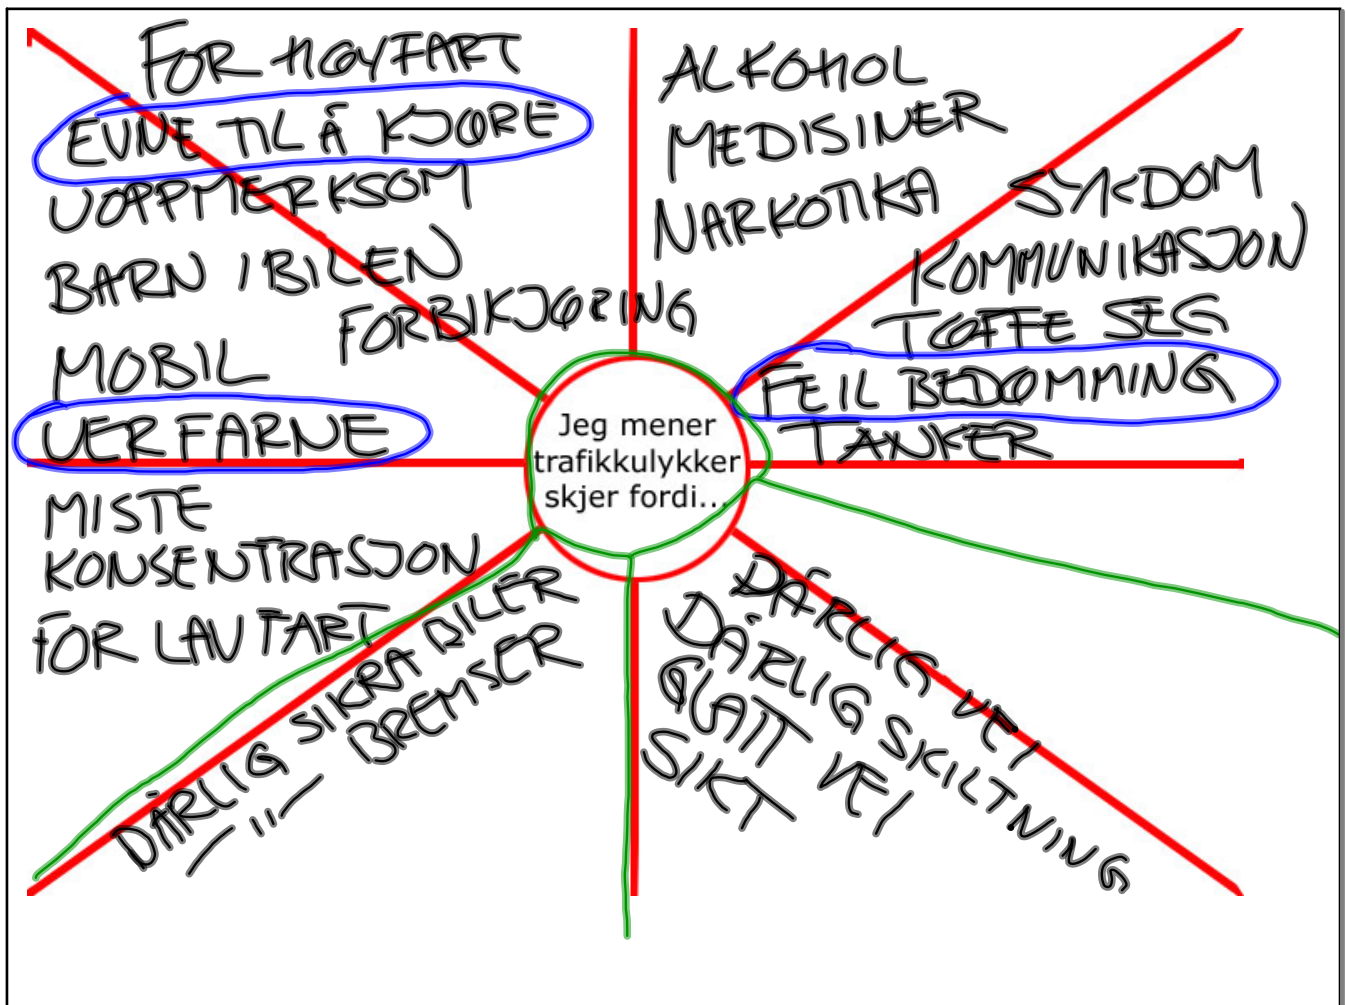 FOR HØY FART
EVNE TIL Å KJØRE
UOPPMERKSOM
BARN I BILEN
FORBIKJØRING
MOBIL
UERFARNE
MISTE
KONSENTRASJON
FOR LAV FART
ALKOHOL
MEDISINER
NARKOTIKA
SYKDOM
KOMMUNIKASJON
TØFFE SEG
FEIL BEDØMMING
TANKER
Jeg mener
trafikkulykker
skjer fordi...
DÅRLIG SIKRA BILER
—"— BREMSER
DÅRLIG VEI
DÅRLIG SKILTNING
GLATT VEI
SIKT